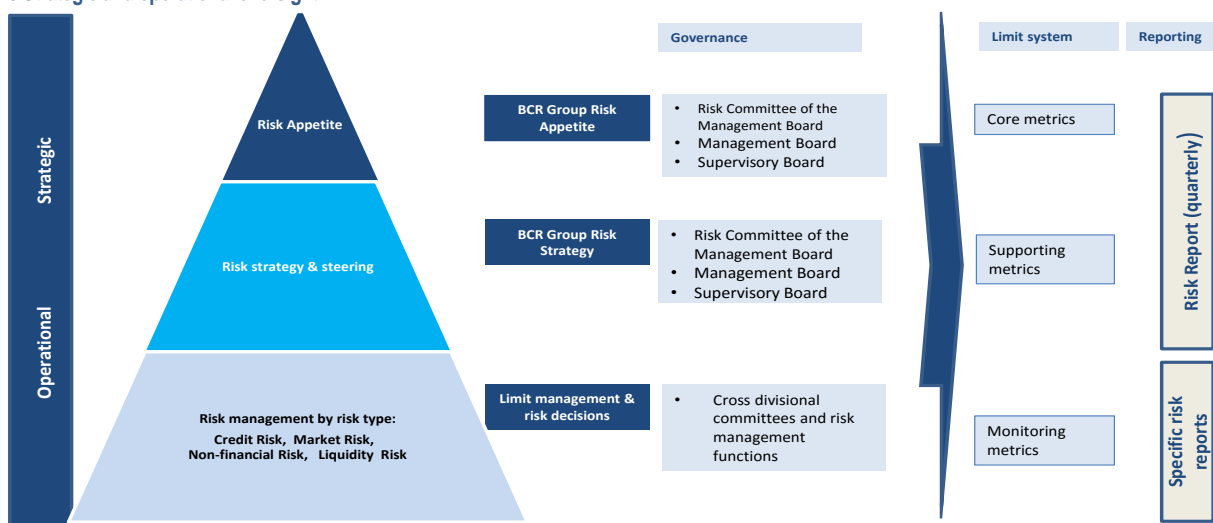 Governance
Limit system
Reporting
Strategic
Operational
Risk Appetite
BCR Group Risk
Appetite
• Risk Committee of the
Management Board
• Management Board
• Supervisory Board
Core metrics
Risk Report (quarterly)
Risk strategy & steering
BCR Group Risk
Strategy
• Risk Committee of the
Management Board
• Management Board
• Supervisory Board
Supporting
metrics
Risk management by risk type:
Credit Risk, Market Risk,
Non-financial Risk, Liquidity Risk
Limit management &
risk decisions
• Cross divisional
committees and risk
management
functions
Monitoring
metrics
Specific risk
reports